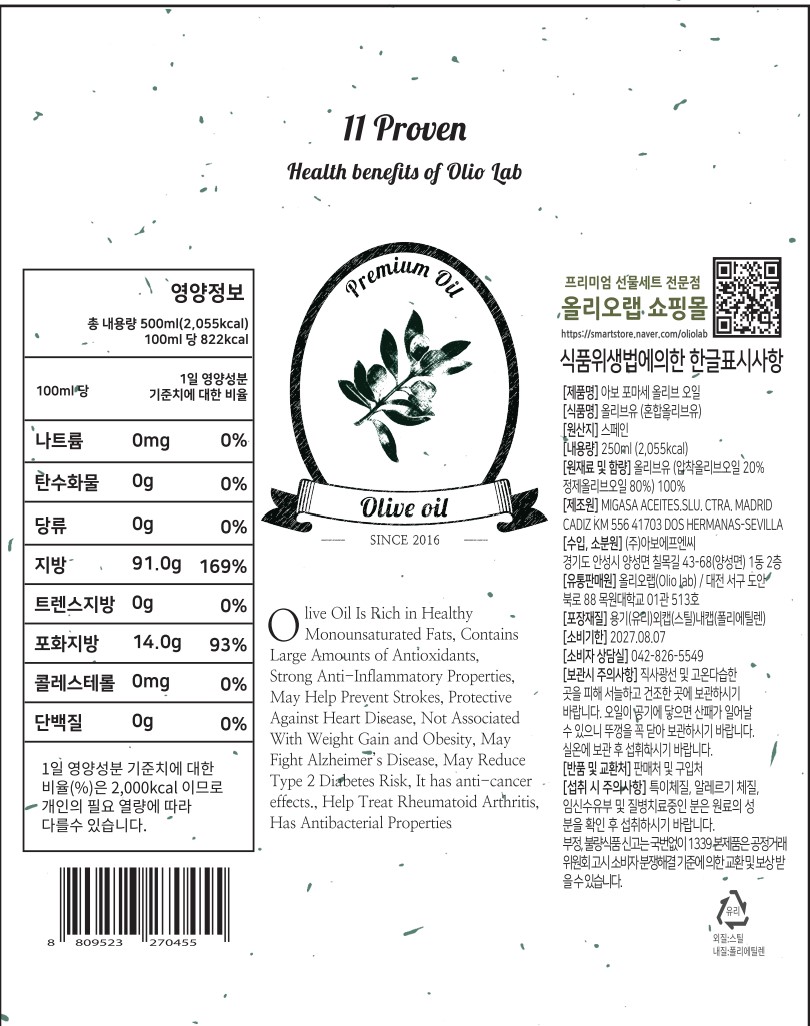 11 Proven
Health benefits of Olio Lab
영양정보
총 내용량 500ml(2,055kcal)
100ml 당 822kcal
100ml 당
1일 영양성분
기준치에 대한 비율
나트륨 0mg 0%
탄수화물 0g 0%
당류 0g 0%
지방 91.0g 169%
트렌스지방 0g 0%
포화지방 14.0g 93%
콜레스테롤 0mg 0%
단백질 0g 0%
1일 영양성분 기준치에 대한
비율(%)은 2,000kcal 이므로
개인의 필요 열량에 따라
다를수 있습니다.
8 809523 270455
Premium Oil
Olive oil
SINCE 2016
Olive Oil Is Rich in Healthy
Monounsaturated Fats, Contains
Large Amounts of Antioxidants,
Strong Anti-Inflammatory Properties,
May Help Prevent Strokes, Protective
Against Heart Disease, Not Associated
With Weight Gain and Obesity, May
Fight Alzheimer's Disease, May Reduce
Type 2 Diabetes Risk, It has anti-cancer
effects., Help Treat Rheumatoid Arthritis,
Has Antibacterial Properties
프리미엄 선물세트 전문점
올리오랩 쇼핑몰
https://smartstore.naver.com/oliolab
식품위생법에의한 한글표시사항
[제품명] 아보 포마세 올리브 오일
[식품명] 올리브유 (혼합올리브유)
[원산지] 스페인
[내용량] 250ml (2,055kcal)
[원재료 및 함량] 올리브유 (압착올리브오일 20%
정제올리브오일 80%) 100%
[제조원] MIGASA ACEITES.SLU. CTRA, MADRID
CADIZ KM 556 41703 DOS HERMANAS-SEVILLA
[수입, 소분원] (주)아보에프엔씨
경기도 안성시 양성면 칠목길 43-68(양성면) 1동 2층
[유통판매원] 올리오랩(Olio Lab) / 대전 서구 도안
북로 88 목원대학교 01관 513호
[포장재질] 용기(유리)외캡(스틸)내캡(폴리에틸렌)
[소비기한] 2027.08.07
[소비자 상담실] 042-826-5549
[보관시 주의사항] 직사광선 및 고온다습한
곳을 피해 서늘하고 건조한 곳에 보관하시기
바랍니다. 오일이 공기에 닿으면 산패가 일어날
수 있으니 뚜껑을 꼭 닫아 보관하시기 바랍니다.
실온에 보관 후 섭취하시기 바랍니다.
[반품 및 교환처] 판매처 및 구입처
[섭취 시 주의사항] 특이체질, 알레르기 체질,
임신수유부 및 질병치료중인 분은 원료의 성
분을 확인 후 섭취하시기 바랍니다.
부정, 불량식품 신고는 국번없이 1339 본제품은 공정거래
위원회 고시 소비자 분쟁해결 기준에 의한 교환 및 보상 받
을 수 있습니다.
유리
외질:스틸
내질:폴리에틸렌